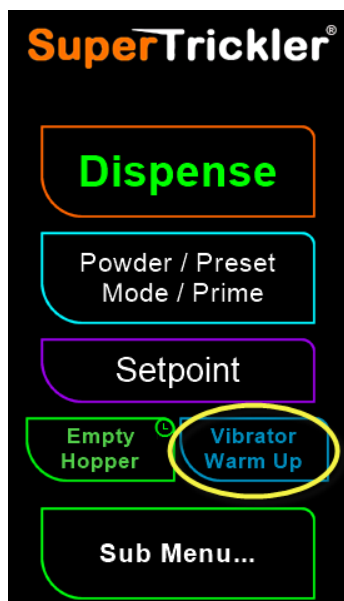 SuperTrickler®
Dispense
Powder / Preset
Mode / Prime
Setpoint
Empty
Hopper
Vibrator
Warm Up
Sub Menu...